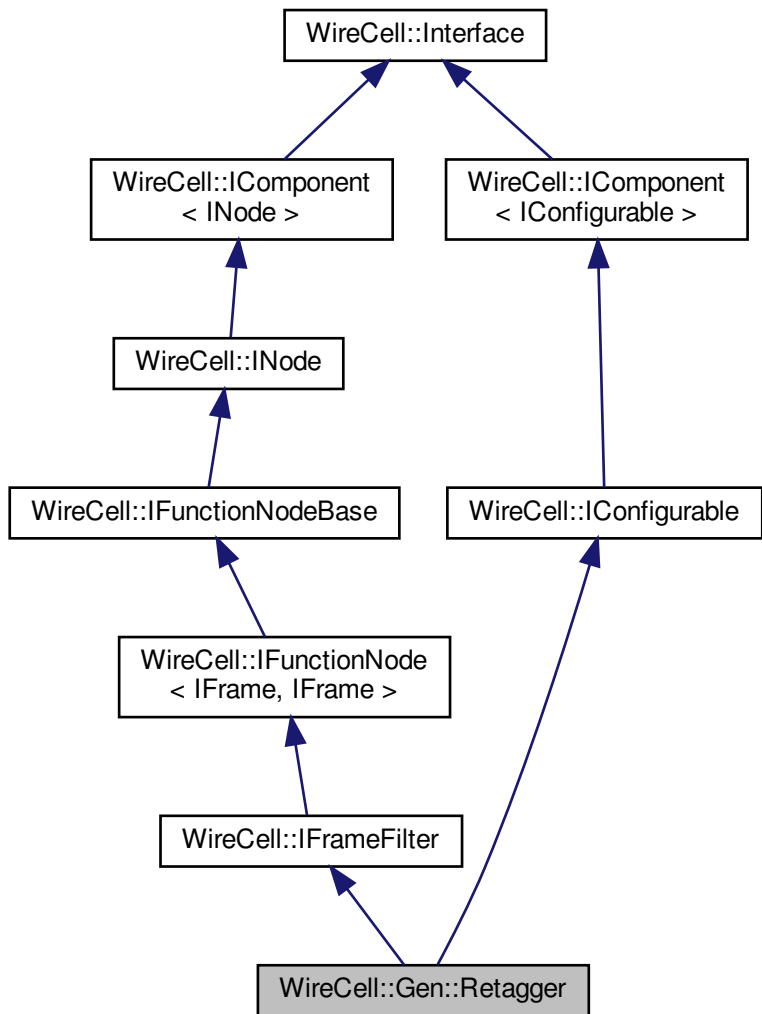 WireCell::Interface
WireCell::IComponent
< INode >
WireCell::IComponent
< IConfigurable >
WireCell::INode
WireCell::IFunctionNodeBase
WireCell::IConfigurable
WireCell::IFunctionNode
< IFrame, IFrame >
WireCell::IFrameFilter
WireCell::Gen::Retagger